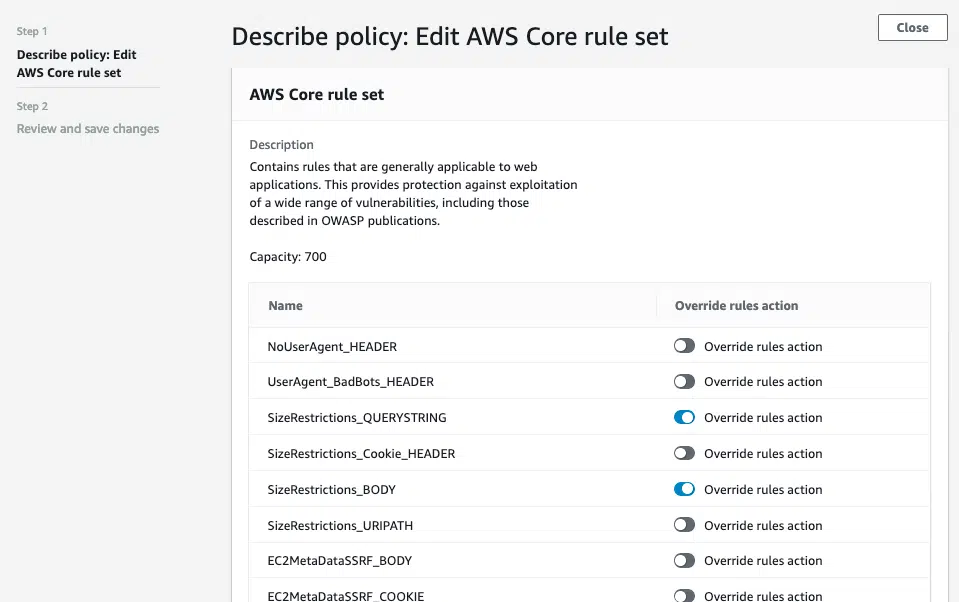 Step 1
Describe policy: Edit
AWS Core rule set
Step 2
Review and save changes
Describe policy: Edit AWS Core rule set
Close
AWS Core rule set
Description
Contains rules that are generally applicable to web
applications. This provides protection against exploitation
of a wide range of vulnerabilities, including those
described in OWASP publications.
Capacity: 700
Name Override rules action
NoUserAgent_HEADER Override rules action
UserAgent_BadBots_HEADER Override rules action
SizeRestrictions_QUERYSTRING Override rules action
SizeRestrictions_Cookie_HEADER Override rules action
SizeRestrictions_BODY Override rules action
SizeRestrictions_URIPATH Override rules action
EC2MetaDataSSRF_BODY Override rules action
EC2MetaDataSSRF_COOKIE Override rules action